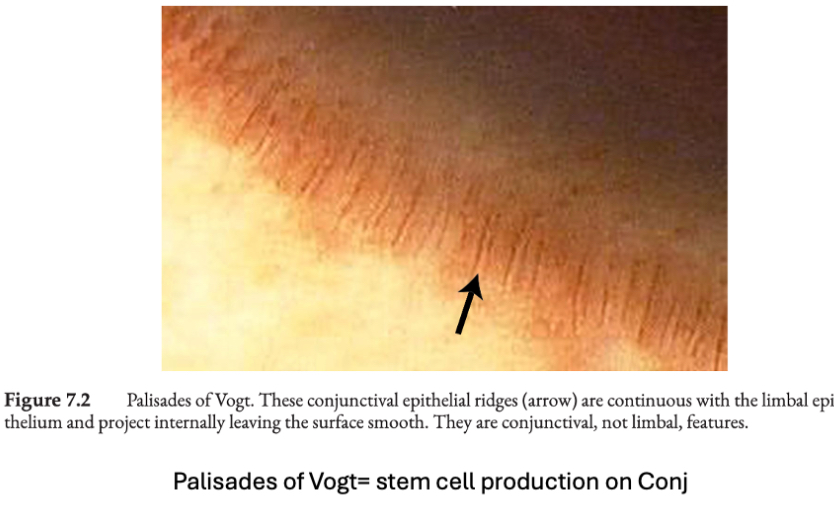 Figure 7.2 Palisades of Vogt. These conjunctival epithelial ridges (arrow) are continuous with the limbal epi
thelium and project internally leaving the surface smooth. They are conjunctival, not limbal, features.
Palisades of Vogt= stem cell production on Conj